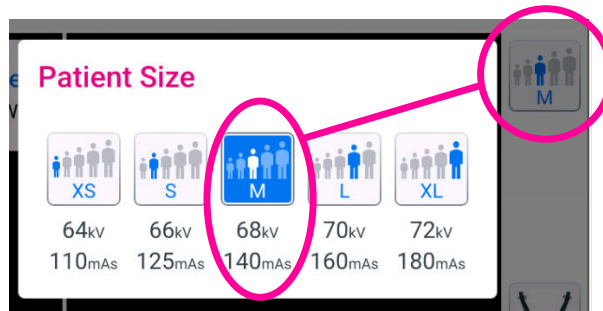 Patient Size
M
XS S M L XL
64kV 66kV 68kV 70kV 72kV
110mAs 125mAs 140mAs 160mAs 180mAs